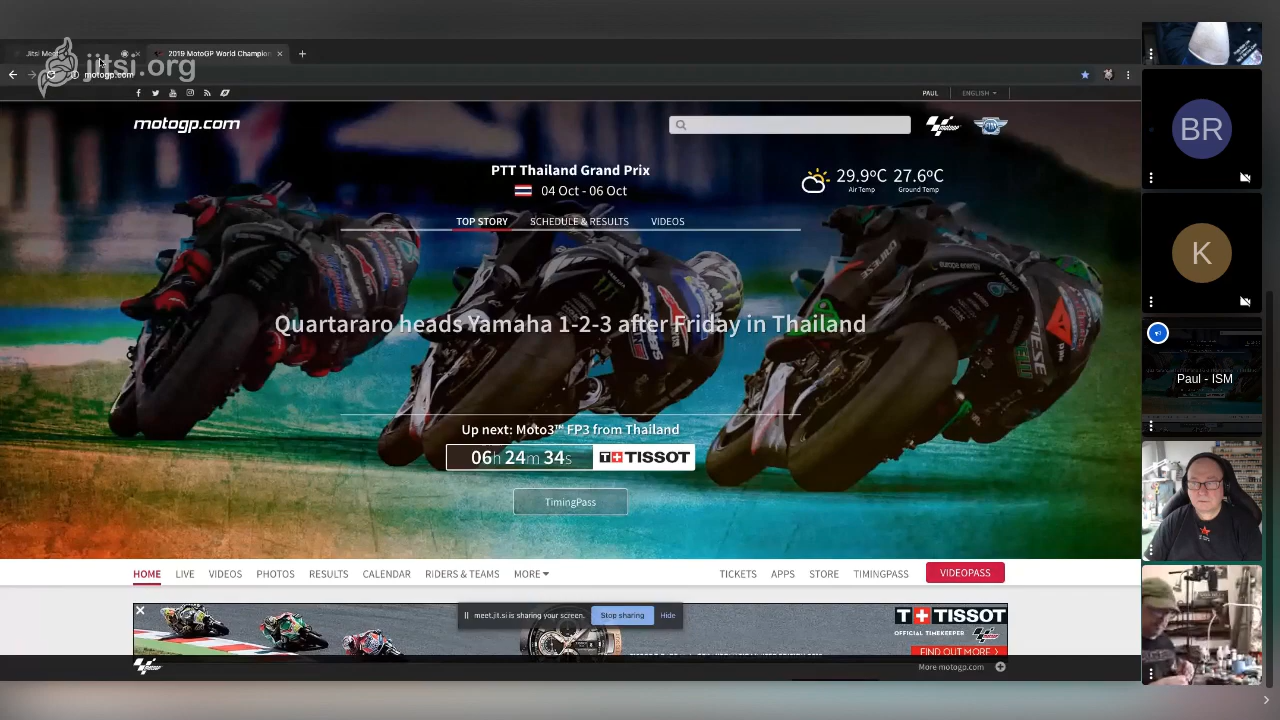 Jitsi Mee
2019 MotoGP World Champion
jitsi.org
motogp.com
PAUL
ENGLISH
motogp.com
PTT Thailand Grand Prix
04 Oct - 06 Oct
29.9ºC 27.6ºC
Air Temp Ground Temp
TOP STORY SCHEDULE & RESULTS VIDEOS
Quartararo heads Yamaha 1-2-3 after Friday in Thailand
Up next: Moto3™ FP3 from Thailand
06h 24m 34s
TISSOT
TimingPass
HOME LIVE VIDEOS PHOTOS RESULTS CALENDAR RIDERS & TEAMS MORE
TICKETS APPS STORE TIMINGPASS VIDEOPASS
meet.jit.si is sharing your screen. Stop sharing Hide
TISSOT
OFFICIAL TIMEKEEPER
FIND OUT MORE
More motogp.com
BR
K
Paul - ISM